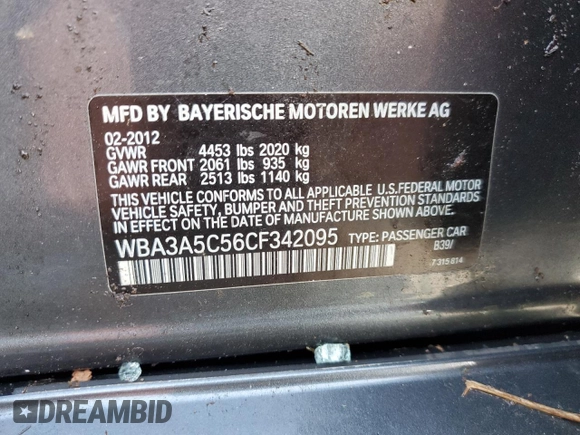 MFD BY BAYERISCHE MOTOREN WERKE AG
02-2012
GVWR 4453 lbs 2020 kg
GAWR FRONT 2061 lbs 935 kg
GAWR REAR 2513 lbs 1140 kg
THIS VEHICLE CONFORMS TO ALL APPLICABLE U.S.FEDERAL MOTOR
VEHICLE SAFETY, BUMPER, AND THEFT PREVENTION STANDARDS
IN EFFECT ON THE DATE OF MANUFACTURE SHOWN ABOVE.
WBA3A5C56CF342095 TYPE: PASSENGER CAR
B39/
7 315 814
DREAMBID